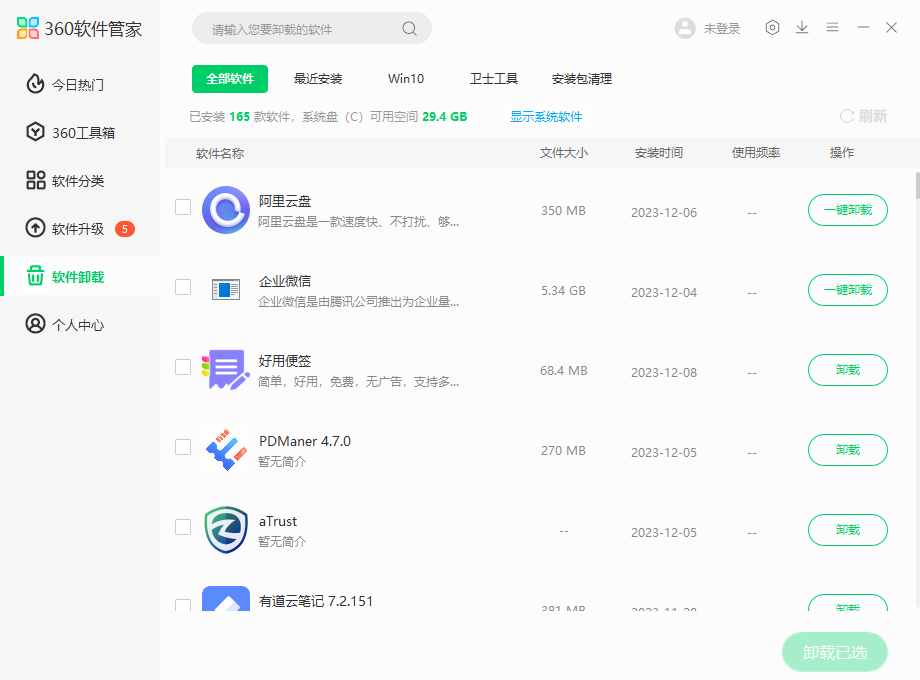 360软件管家
请输入您要卸载的软件
未登录
今日热门
360工具箱
软件分类
软件升级 5
软件卸载
个人中心
全部软件 最近安装 Win10 卫士工具 安装包清理
已安装 165 款软件，系统盘（C）可用空间 29.4 GB 显示系统软件 刷新
软件名称 文件大小 安装时间 使用频率 操作
阿里云盘
阿里云盘是一款速度快、不打扰、够...
350 MB 2023-12-06 -- 一键卸载
企业微信
企业微信是由腾讯公司推出为企业量...
5.34 GB 2023-12-04 -- 一键卸载
好用便签
简单，好用，免费，无广告，支持多...
68.4 MB 2023-12-08 -- 卸载
PDManer 4.7.0
暂无简介
270 MB 2023-12-05 -- 卸载
aTrust
暂无简介
-- 2023-12-05 -- 卸载
有道云笔记 7.2.151
381 MB 卸载
卸载已选